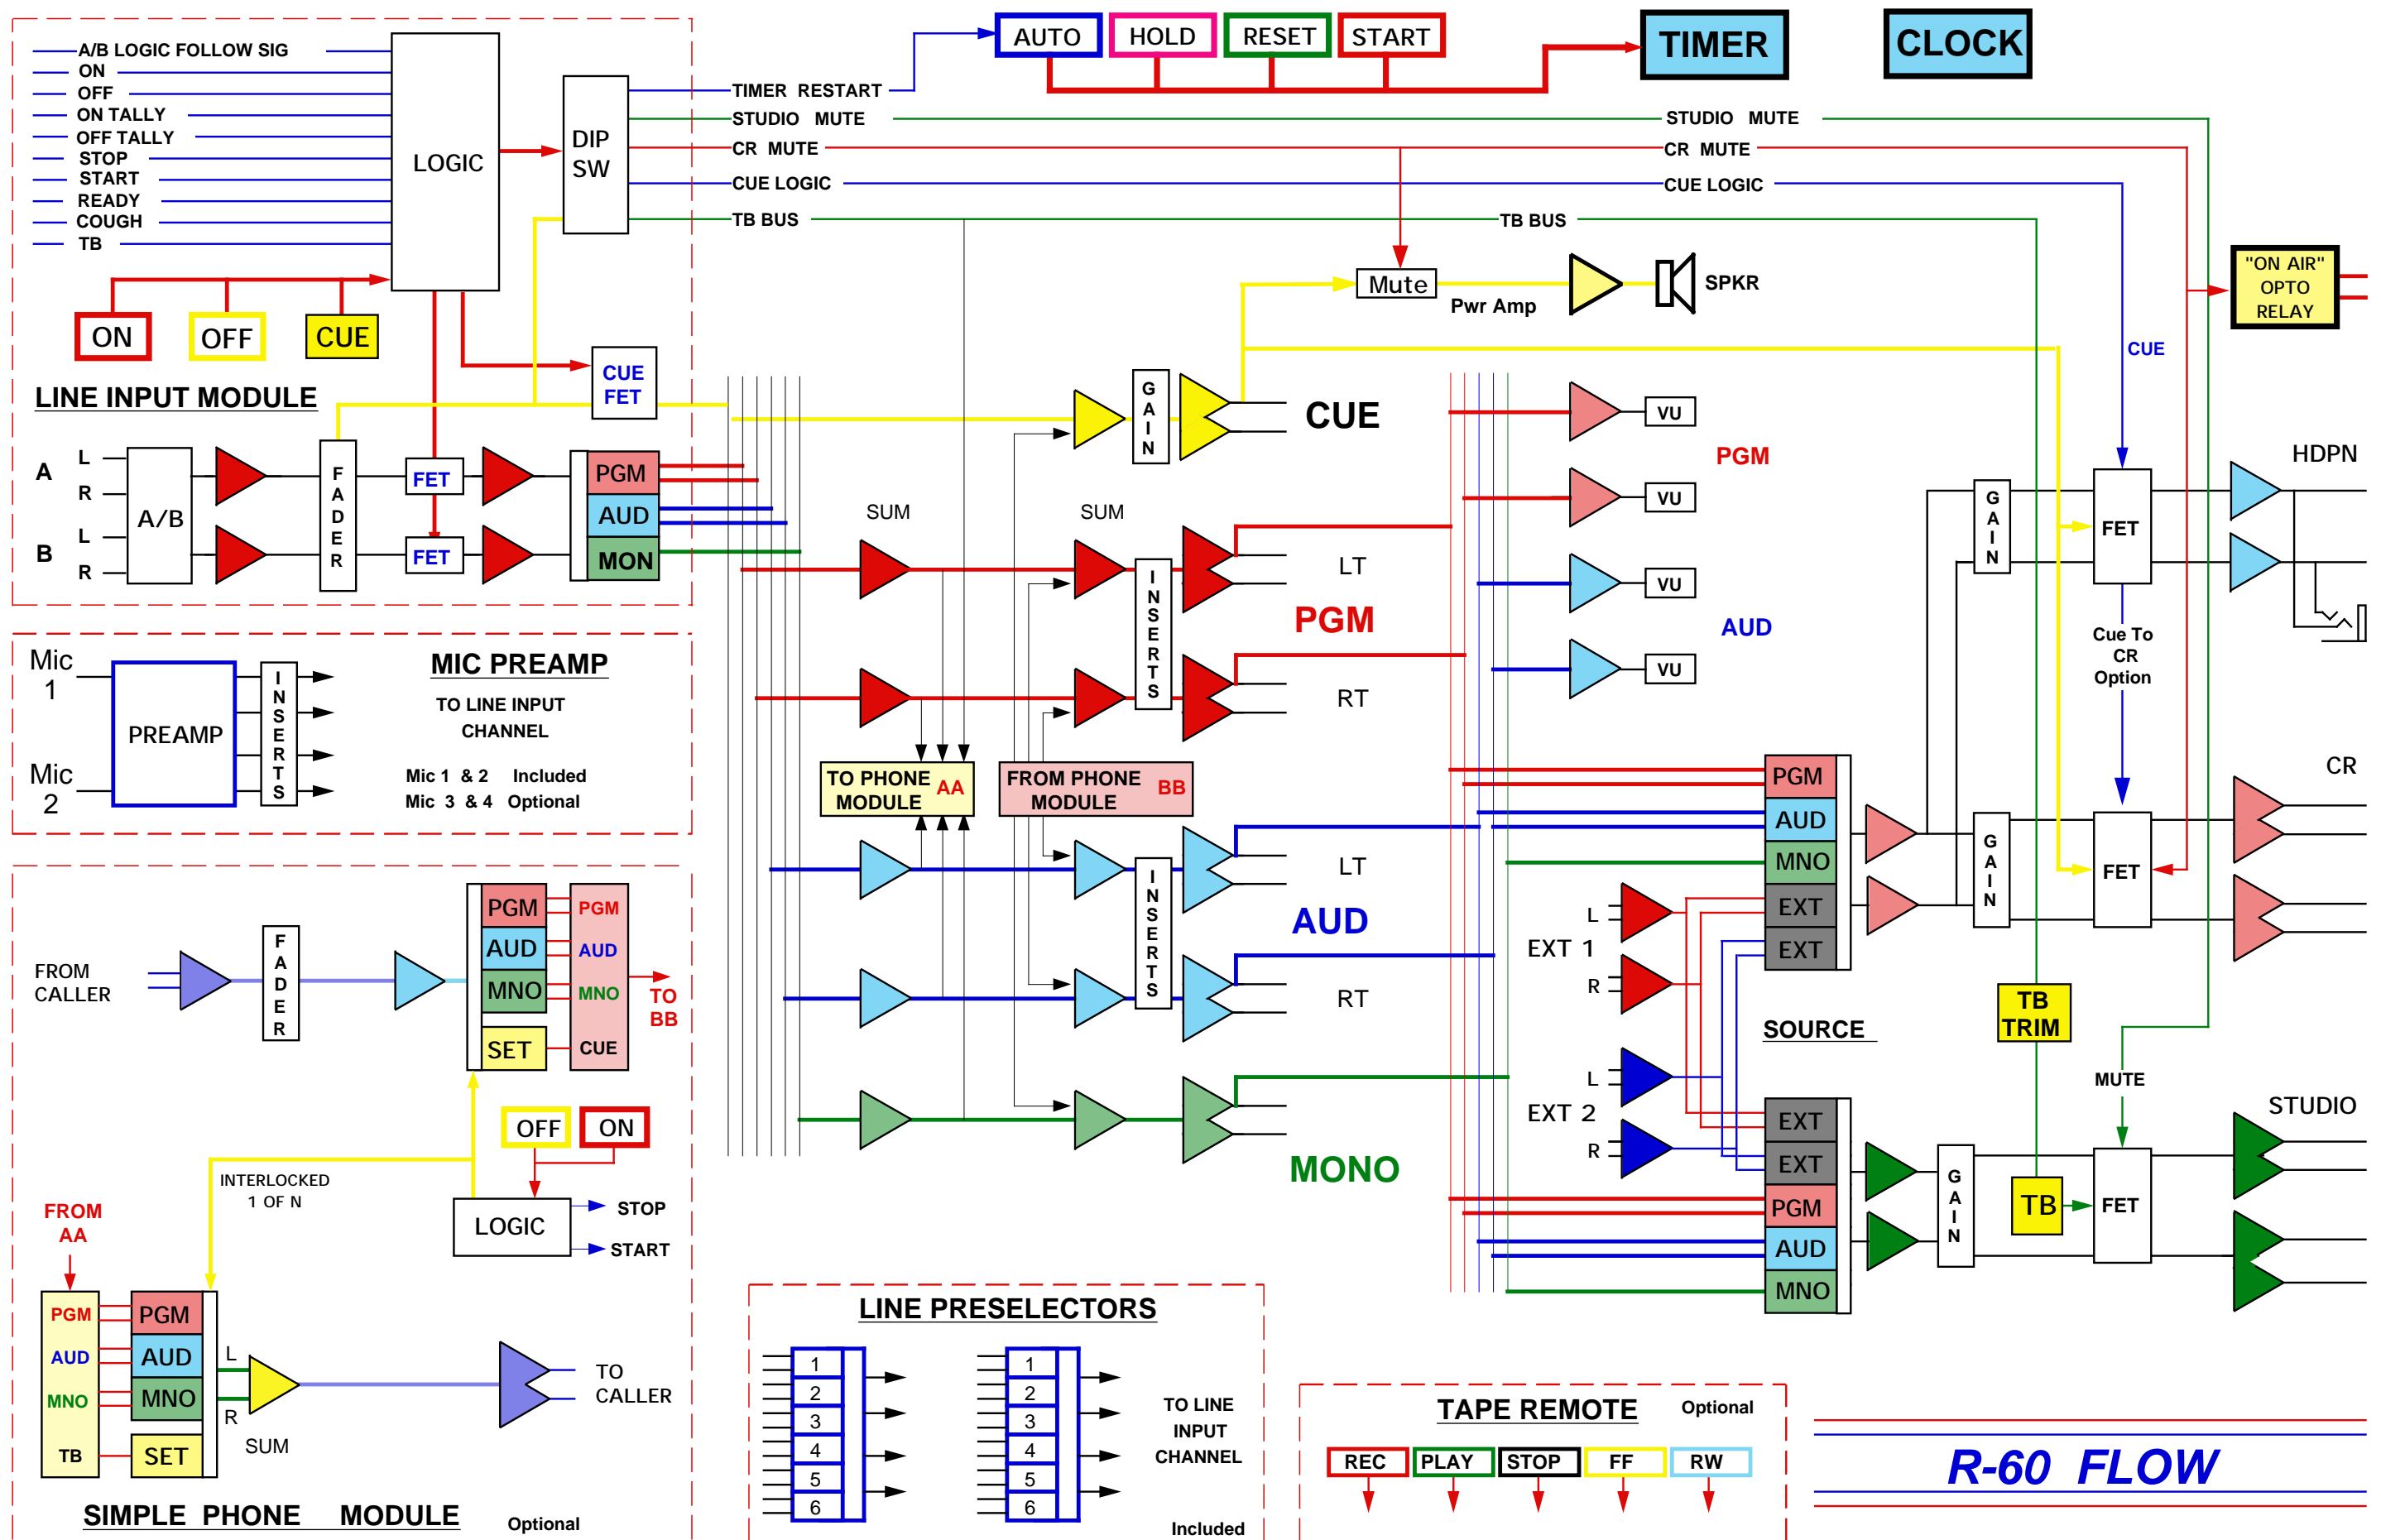 A/B LOGIC FOLLOW SIG
ON
OFF
ON TALLY
OFF TALLY
STOP
START
READY
COUGH
TB
LOGIC
DIP
SW
ON
OFF
CUE
CUE
FET
LINE INPUT MODULE
A
L
R
B
L
R
A/B
FADER
FET
FET
PGM
AUD
MON
TIMER RESTART
STUDIO MUTE
CR MUTE
CUE LOGIC
TB BUS
AUTO
HOLD
RESET
START
TIMER
CLOCK
STUDIO MUTE
CR MUTE
CUE LOGIC
TB BUS
Mute
Pwr Amp
SPKR
"ON AIR"
OPTO
RELAY
CUE
GAIN
CUE
VU
VU
PGM
VU
VU
AUD
SUM
SUM
INSERTS
LT
PGM
RT
TO PHONE
MODULE
AA
FROM PHONE
MODULE
BB
INSERTS
LT
AUD
RT
MONO
GAIN
FET
HDPN
Cue To
CR
Option
PGM
AUD
MNO
EXT
EXT
GAIN
FET
CR
L
EXT 1
R
SOURCE
TB
TRIM
L
EXT 2
R
MUTE
EXT
EXT
PGM
AUD
MNO
GAIN
TB
FET
STUDIO
Mic
1
Mic
2
PREAMP
INSERTS
MIC PREAMP
TO LINE INPUT
CHANNEL
Mic 1 & 2 Included
Mic 3 & 4 Optional
FROM
CALLER
FADER
PGM
AUD
MNO
SET
PGM
AUD
MNO
CUE
TO
BB
OFF
ON
INTERLOCKED
1 OF N
LOGIC
STOP
START
FROM
AA
PGM
AUD
MNO
TB
PGM
AUD
MNO
SET
L
R
SUM
TO
CALLER
SIMPLE PHONE MODULE Optional
LINE PRESELECTORS
1
2
3
4
5
6
1
2
3
4
5
6
TO LINE
INPUT
CHANNEL
Included
TAPE REMOTE Optional
REC
PLAY
STOP
FF
RW
R-60 FLOW